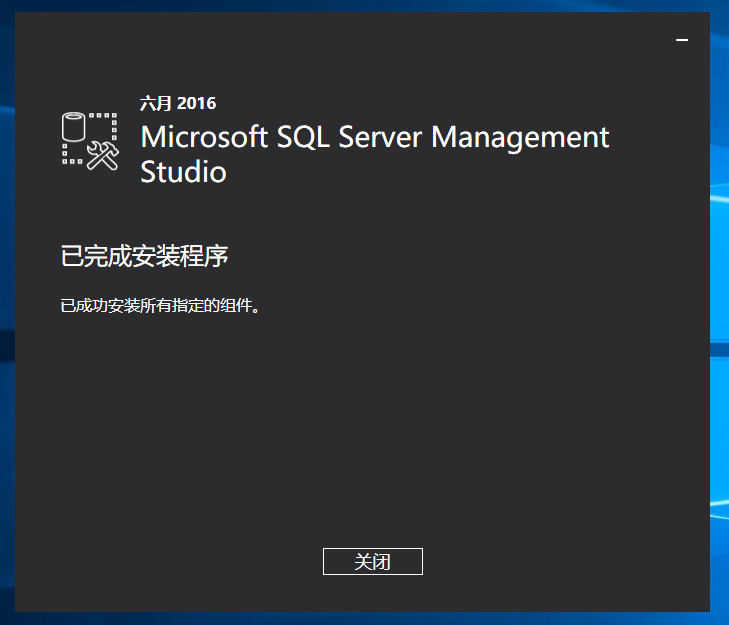 六月 2016
Microsoft SQL Server Management
Studio
已完成安装程序
已成功安装所有指定的组件。
关闭